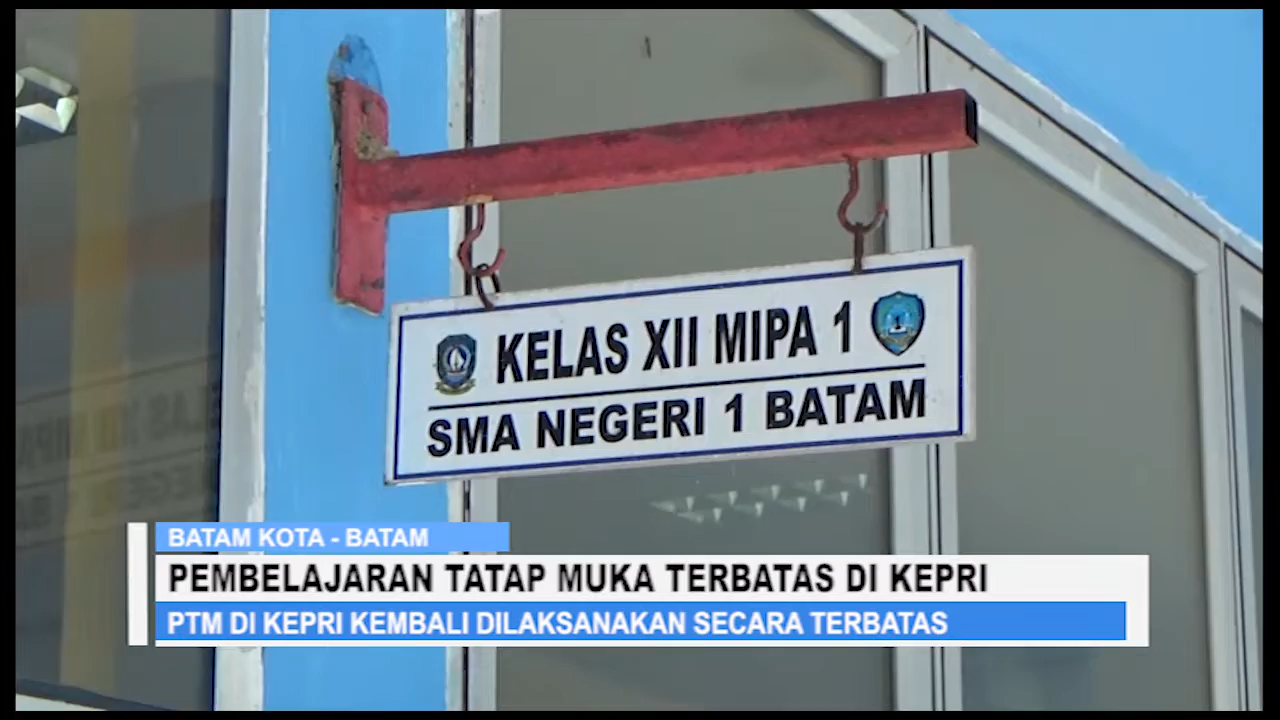 KELAS XII MIPA 1
SMA NEGERI 1 BATAM
BATAM KOTA - BATAM
PEMBELAJARAN TATAP MUKA TERBATAS DI KEPRI
PTM DI KEPRI KEMBALI DILAKSANAKAN SECARA TERBATAS